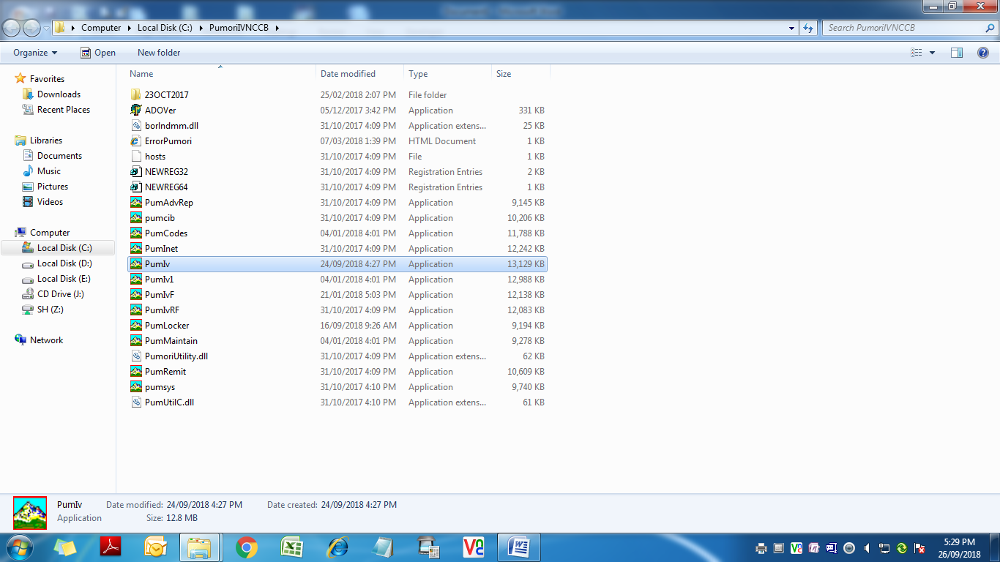 Computer Local Disk (C:) PumoriIVNCCB
Search PumoriIVNCCB
Organize Open New folder
Name Date modified Type Size
Favorites
Downloads
Recent Places
Libraries
Documents
Music
Pictures
Videos
Computer
Local Disk (C:)
Local Disk (D:)
Local Disk (E:)
CD Drive (J:)
SH (Z:)
Network
23OCT2017 25/02/2018 2:07 PM File folder
ADOVer 05/12/2017 3:42 PM Application 331 KB
borlndmm.dll 31/10/2017 4:09 PM Application extens... 25 KB
ErrorPumori 07/03/2018 1:39 PM HTML Document 1 KB
hosts 31/10/2017 4:09 PM File 1 KB
NEWREG32 31/10/2017 4:09 PM Registration Entries 2 KB
NEWREG64 31/10/2017 4:09 PM Registration Entries 1 KB
PumAdvRep 31/10/2017 4:09 PM Application 9,145 KB
pumcib 31/10/2017 4:09 PM Application 10,206 KB
PumCodes 04/01/2018 4:01 PM Application 11,788 KB
PumInet 31/10/2017 4:09 PM Application 12,242 KB
PumIv 24/09/2018 4:27 PM Application 13,129 KB
PumIv1 04/01/2018 4:01 PM Application 12,988 KB
PumIvF 21/01/2018 5:03 PM Application 12,138 KB
PumIvRF 31/10/2017 4:09 PM Application 12,083 KB
PumLocker 16/09/2018 9:26 AM Application 9,194 KB
PumMaintain 04/01/2018 4:01 PM Application 9,278 KB
PumoriUtility.dll 31/10/2017 4:09 PM Application extens... 62 KB
PumRemit 31/10/2017 4:09 PM Application 10,609 KB
pumsys 31/10/2017 4:10 PM Application 9,740 KB
PumUtilC.dll 31/10/2017 4:10 PM Application extens... 61 KB
PumIv Date modified: 24/09/2018 4:27 PM Date created: 24/09/2018 4:27 PM
Application Size: 12.8 MB
5:29 PM
26/09/2018